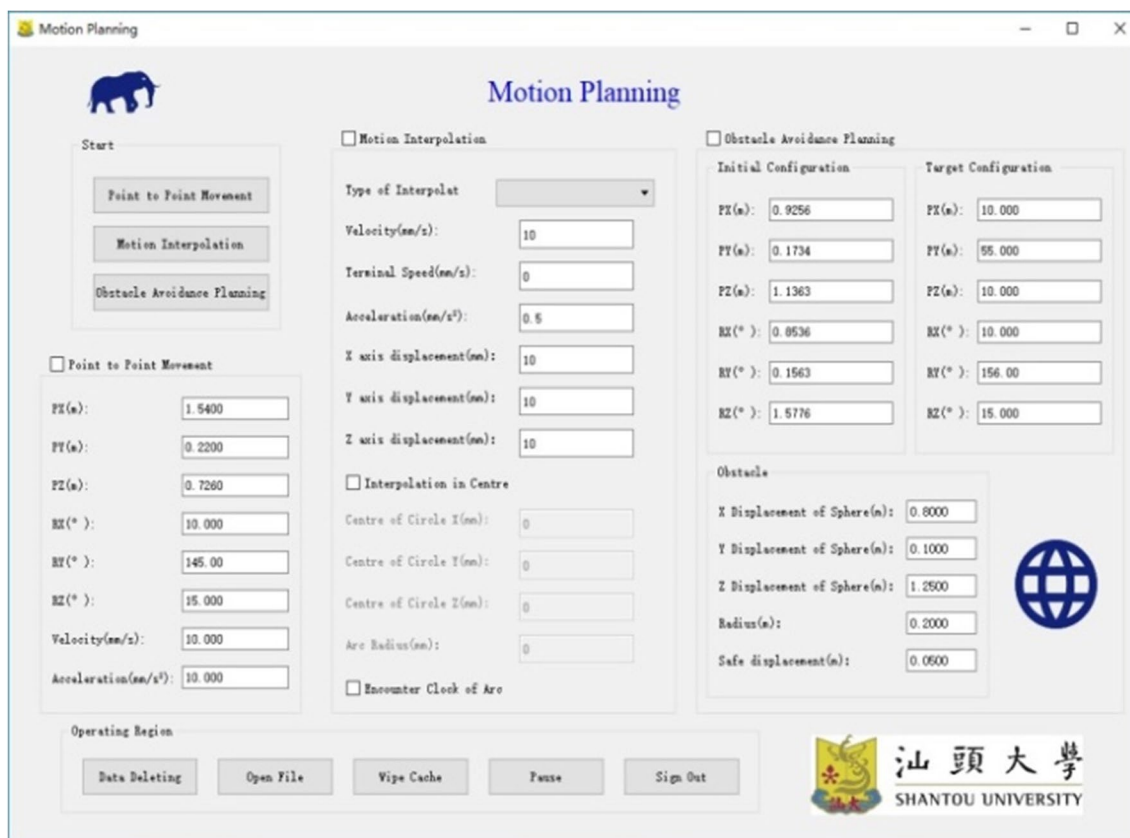 Motion Planning
Motion Planning
Start
Point to Point Movement
Motion Interpolation
Obstacle Avoidance Planning
Point to Point Movement
PX(m): 1.5400
PY(m): 0.2200
PZ(m): 0.7260
RX(° ): 10.000
RY(° ): 145.00
RZ(° ): 15.000
Velocity(mm/s): 10.000
Acceleration(mm/s²): 10.000
Motion Interpolation
Type of Interpolat
Velocity(mm/s): 10
Terminal Speed(mm/s): 0
Acceleration(mm/s²): 0.5
X axis displacement(mm): 10
Y axis displacement(mm): 10
Z axis displacement(mm): 10
Interpolation in Centre
Centre of Circle X(mm): 0
Centre of Circle Y(mm): 0
Centre of Circle Z(mm): 0
Arc Radius(mm): 0
Encounter Clock of Arc
Obstacle Avoidance Planning
Initial Configuration
PX(m): 0.9256
PY(m): 0.1734
PZ(m): 1.1363
RX(° ): 0.8536
RY(° ): 0.1563
RZ(° ): 1.5776
Target Configuration
PX(m): 10.000
PY(m): 55.000
PZ(m): 10.000
RX(° ): 10.000
RY(° ): 156.00
RZ(° ): 15.000
Obstacle
X Displacement of Sphere(m): 0.8000
Y Displacement of Sphere(m): 0.1000
Z Displacement of Sphere(m): 1.2500
Radius(m): 0.2000
Safe displacement(m): 0.0500
Operating Region
Data Deleting
Open File
Wipe Cache
Pause
Sign Out
汕大
汕頭大學
SHANTOU UNIVERSITY